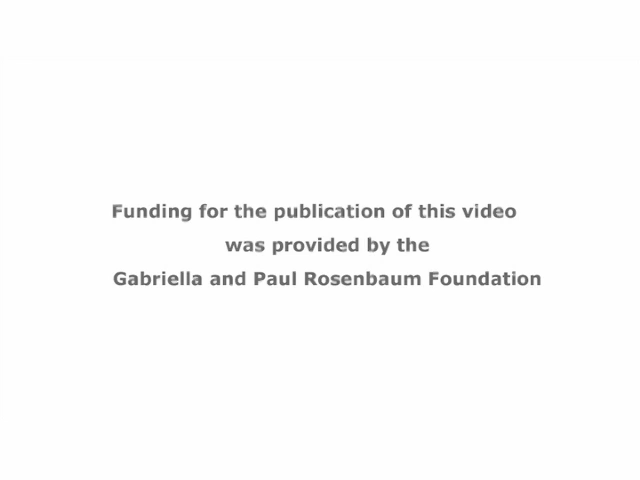 Funding for the publication of this video
was provided by the
Gabriella and Paul Rosenbaum Foundation